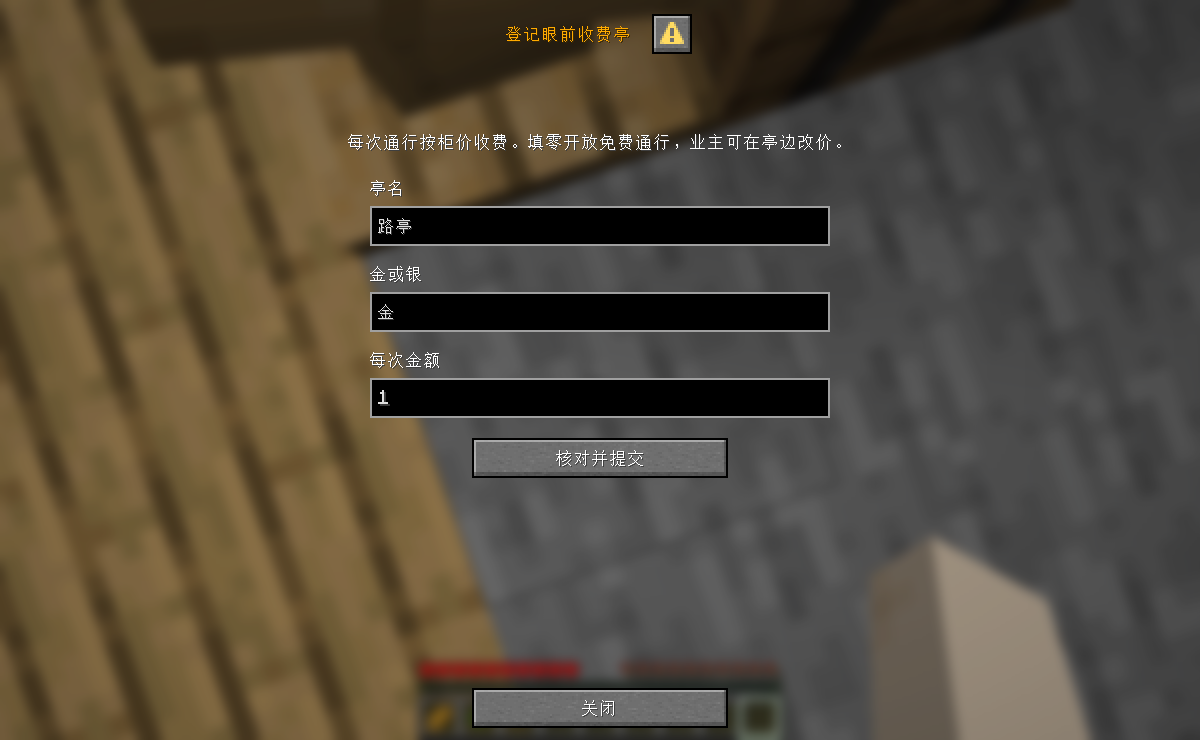 登记眼前收费亭
每次通行按柜价收费。填零开放免费通行，业主可在亭边改价。
亭名
路亭
金或银
金
每次金额
1
核对并提交
关闭